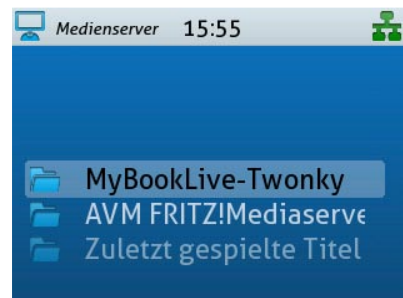 Medienserver 15:55
MyBookLive-Twonky
AVM FRITZ!Mediaserve
Zuletzt gespielte Titel